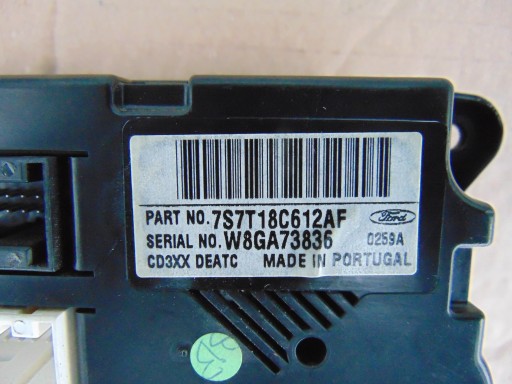 PART NO. 7S7T18C612AF Ford
SERIAL NO. W8GA73836 0259A
CD3XX DEATC MADE IN PORTUGAL